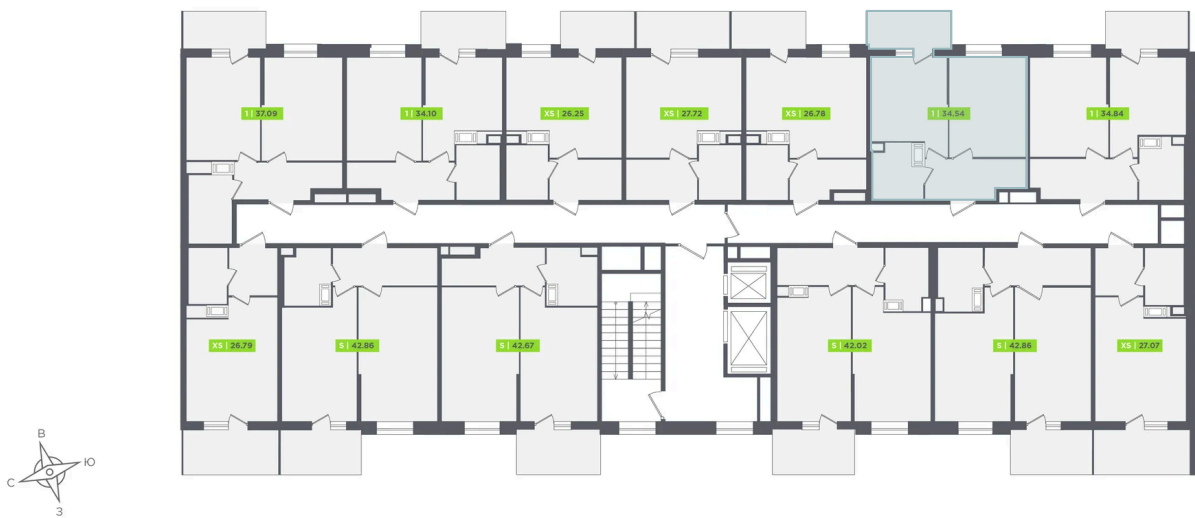 1 | 37.09
1 | 34.10
XS | 26.25
XS | 27.72
XS | 26.78
1 | 34.54
1 | 34.84
XS | 26.79
S | 42.86
S | 42.67
S | 42.02
S | 42.86
XS | 27.07
В
Ю
С
З